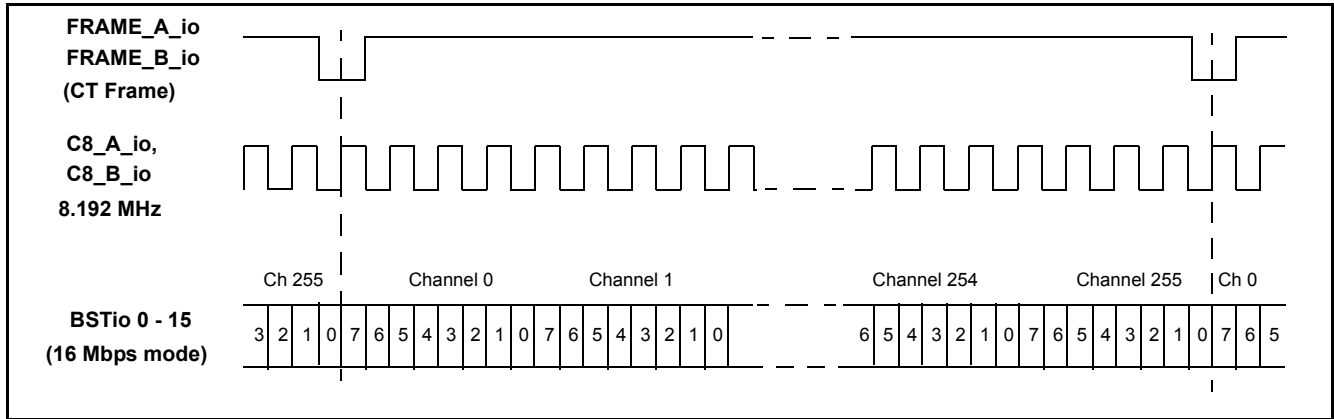 FRAME_A_io
FRAME_B_io
(CT Frame)
C8_A_io,
C8_B_io
8.192 MHz
Ch 255 Channel 0 Channel 1 Channel 254 Channel 255 Ch 0
BSTio 0 - 15
(16 Mbps mode)
3 2 1 0 7 6 5 4 3 2 1 0 7 6 5 4 3 2 1 0 6 5 4 3 2 1 0 7 6 5 4 3 2 1 0 7 6 5